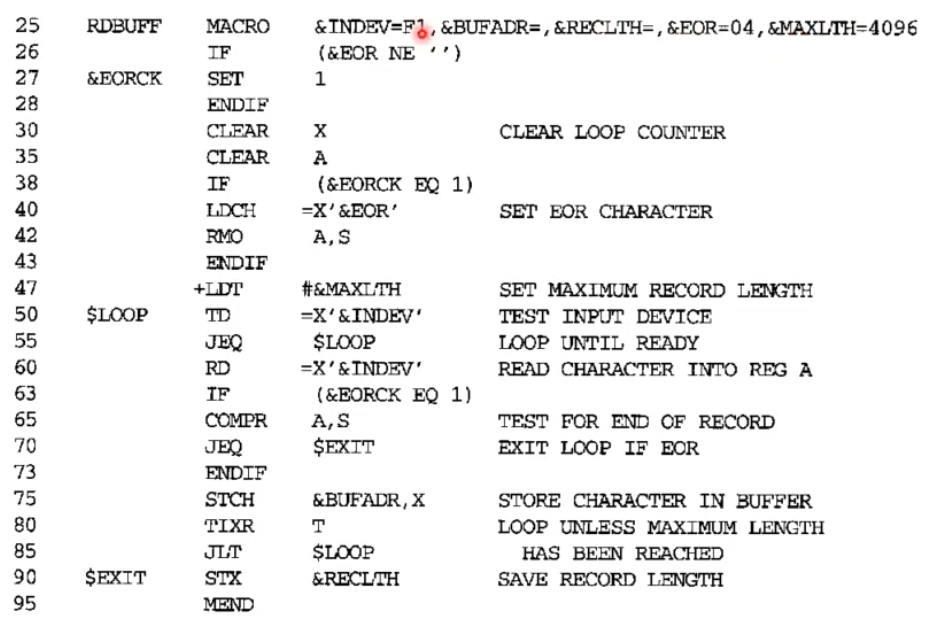 25 RDBUFF MACRO &INDEV=F1,&BUFADR=,&RECLTH=,&EOR=04,&MAXLTH=4096
26 IF (&EOR NE '')
27 &EORCK SET 1
28 ENDIF
30 CLEAR X CLEAR LOOP COUNTER
35 CLEAR A
38 IF (&EORCK EQ 1)
40 LDCH =X'&EOR' SET EOR CHARACTER
42 RMO A,S
43 ENDIF
47 +LDT #&MAXLTH SET MAXIMUM RECORD LENGTH
50 $LOOP TD =X'&INDEV' TEST INPUT DEVICE
55 JEQ $LOOP LOOP UNTIL READY
60 RD =X'&INDEV' READ CHARACTER INTO REG A
63 IF (&EORCK EQ 1)
65 COMPR A,S TEST FOR END OF RECORD
70 JEQ $EXIT EXIT LOOP IF EOR
73 ENDIF
75 STCH &BUFADR,X STORE CHARACTER IN BUFFER
80 TIXR T LOOP UNLESS MAXIMUM LENGTH
85 JLT $LOOP HAS BEEN REACHED
90 $EXIT STX &RECLTH SAVE RECORD LENGTH
95 MEND